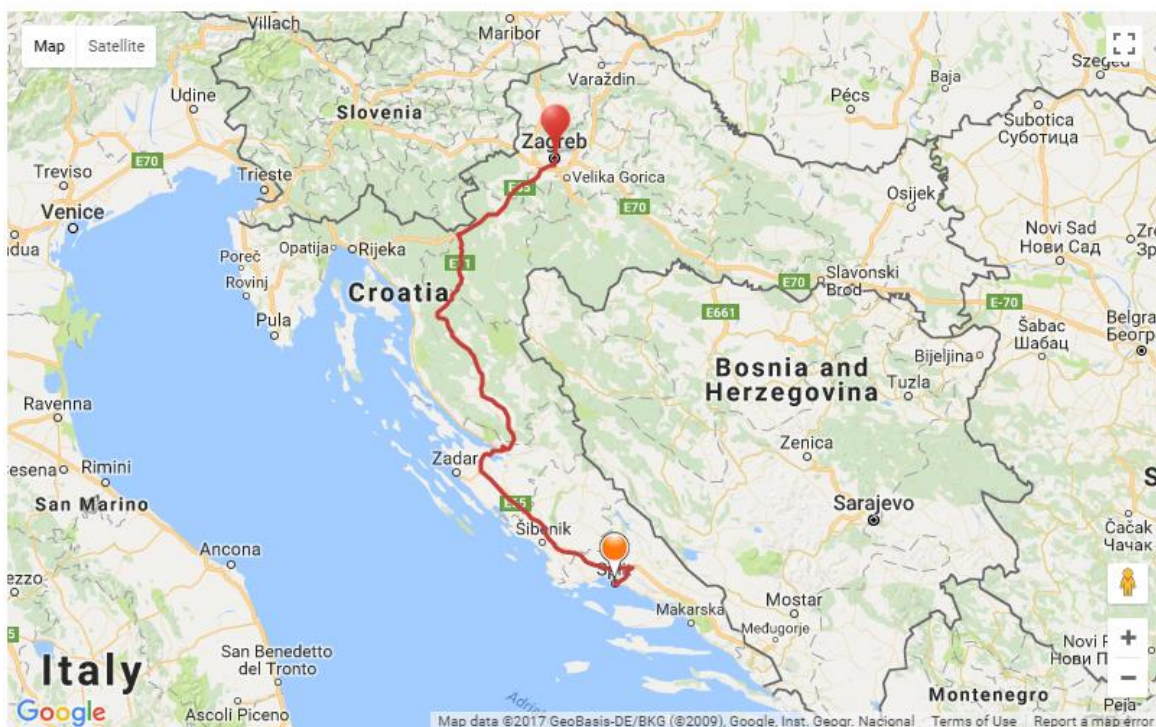 Villach
Maribor
Map Satellite
Varaždin
Szeged
Baja
Pécs
Udine
Slovenia
Subotica
Суботица
Zagreb
E70
Treviso
Trieste
Velika Gorica
Osijek
E70
Venice
Novi Sad
Нови Сад
Opatija
Rijeka
Poreč
Rovinj
E70
Slavonski
Brod
E-70
Croatia
Pula
E661
Šabac
Шабац
Bijeljina
Bosnia and
Herzegovina
Tuzla
Ravenna
Zenica
Zadar
Rimini
San Marino
Sarajevo
Šibenik
Čačak
Чачак
Ancona
Makarska
Mostar
Međugorje
San Benedetto
del Tronto
Italy
Montenegro
Ascoli Piceno
Google
Map data ©2017 GeoBasis-DE/BKG (©2009), Google, Inst. Geogr. Nacional Terms of Use Report a map error